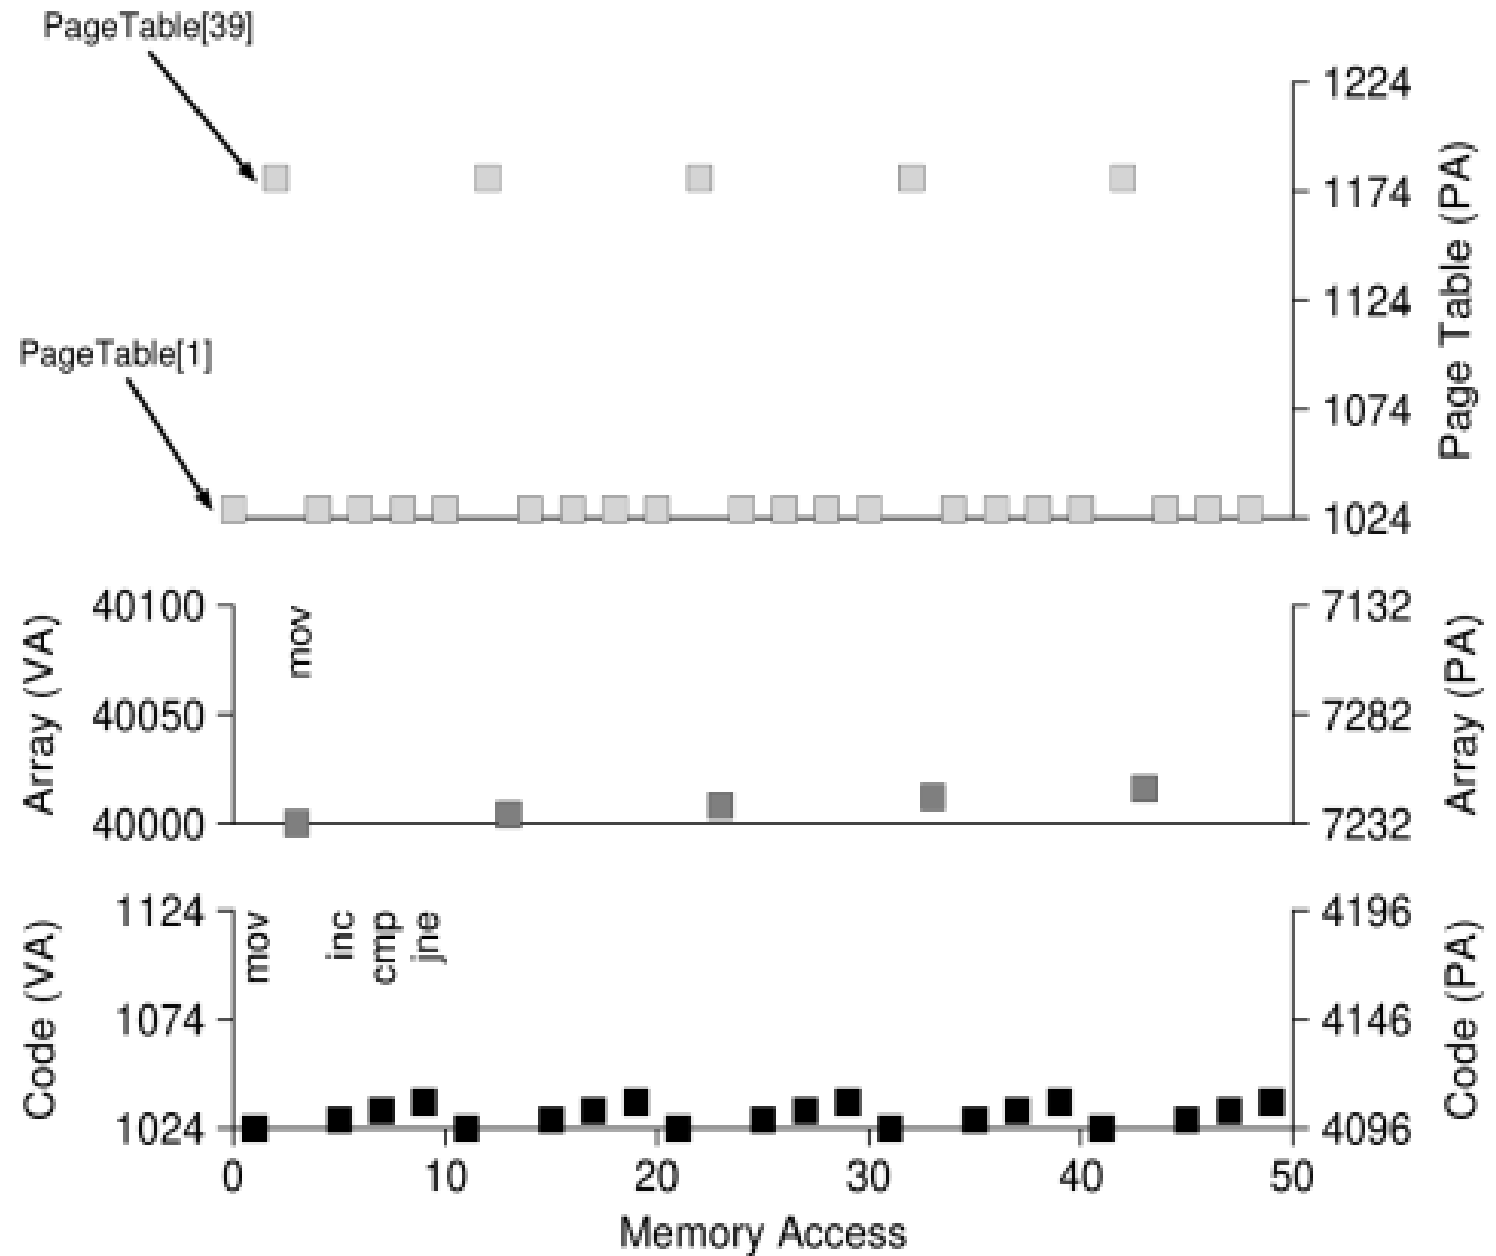 PageTable[39]
1224
1174
1124
1074
1024
Page Table (PA)
PageTable[1]
40100
40050
40000
Array (VA)
mov
7132
7282
7232
Array (PA)
1124
1074
1024
Code (VA)
mov
inc
cmp
jne
4196
4146
4096
Code (PA)
0 10 20 30 40 50
Memory Access